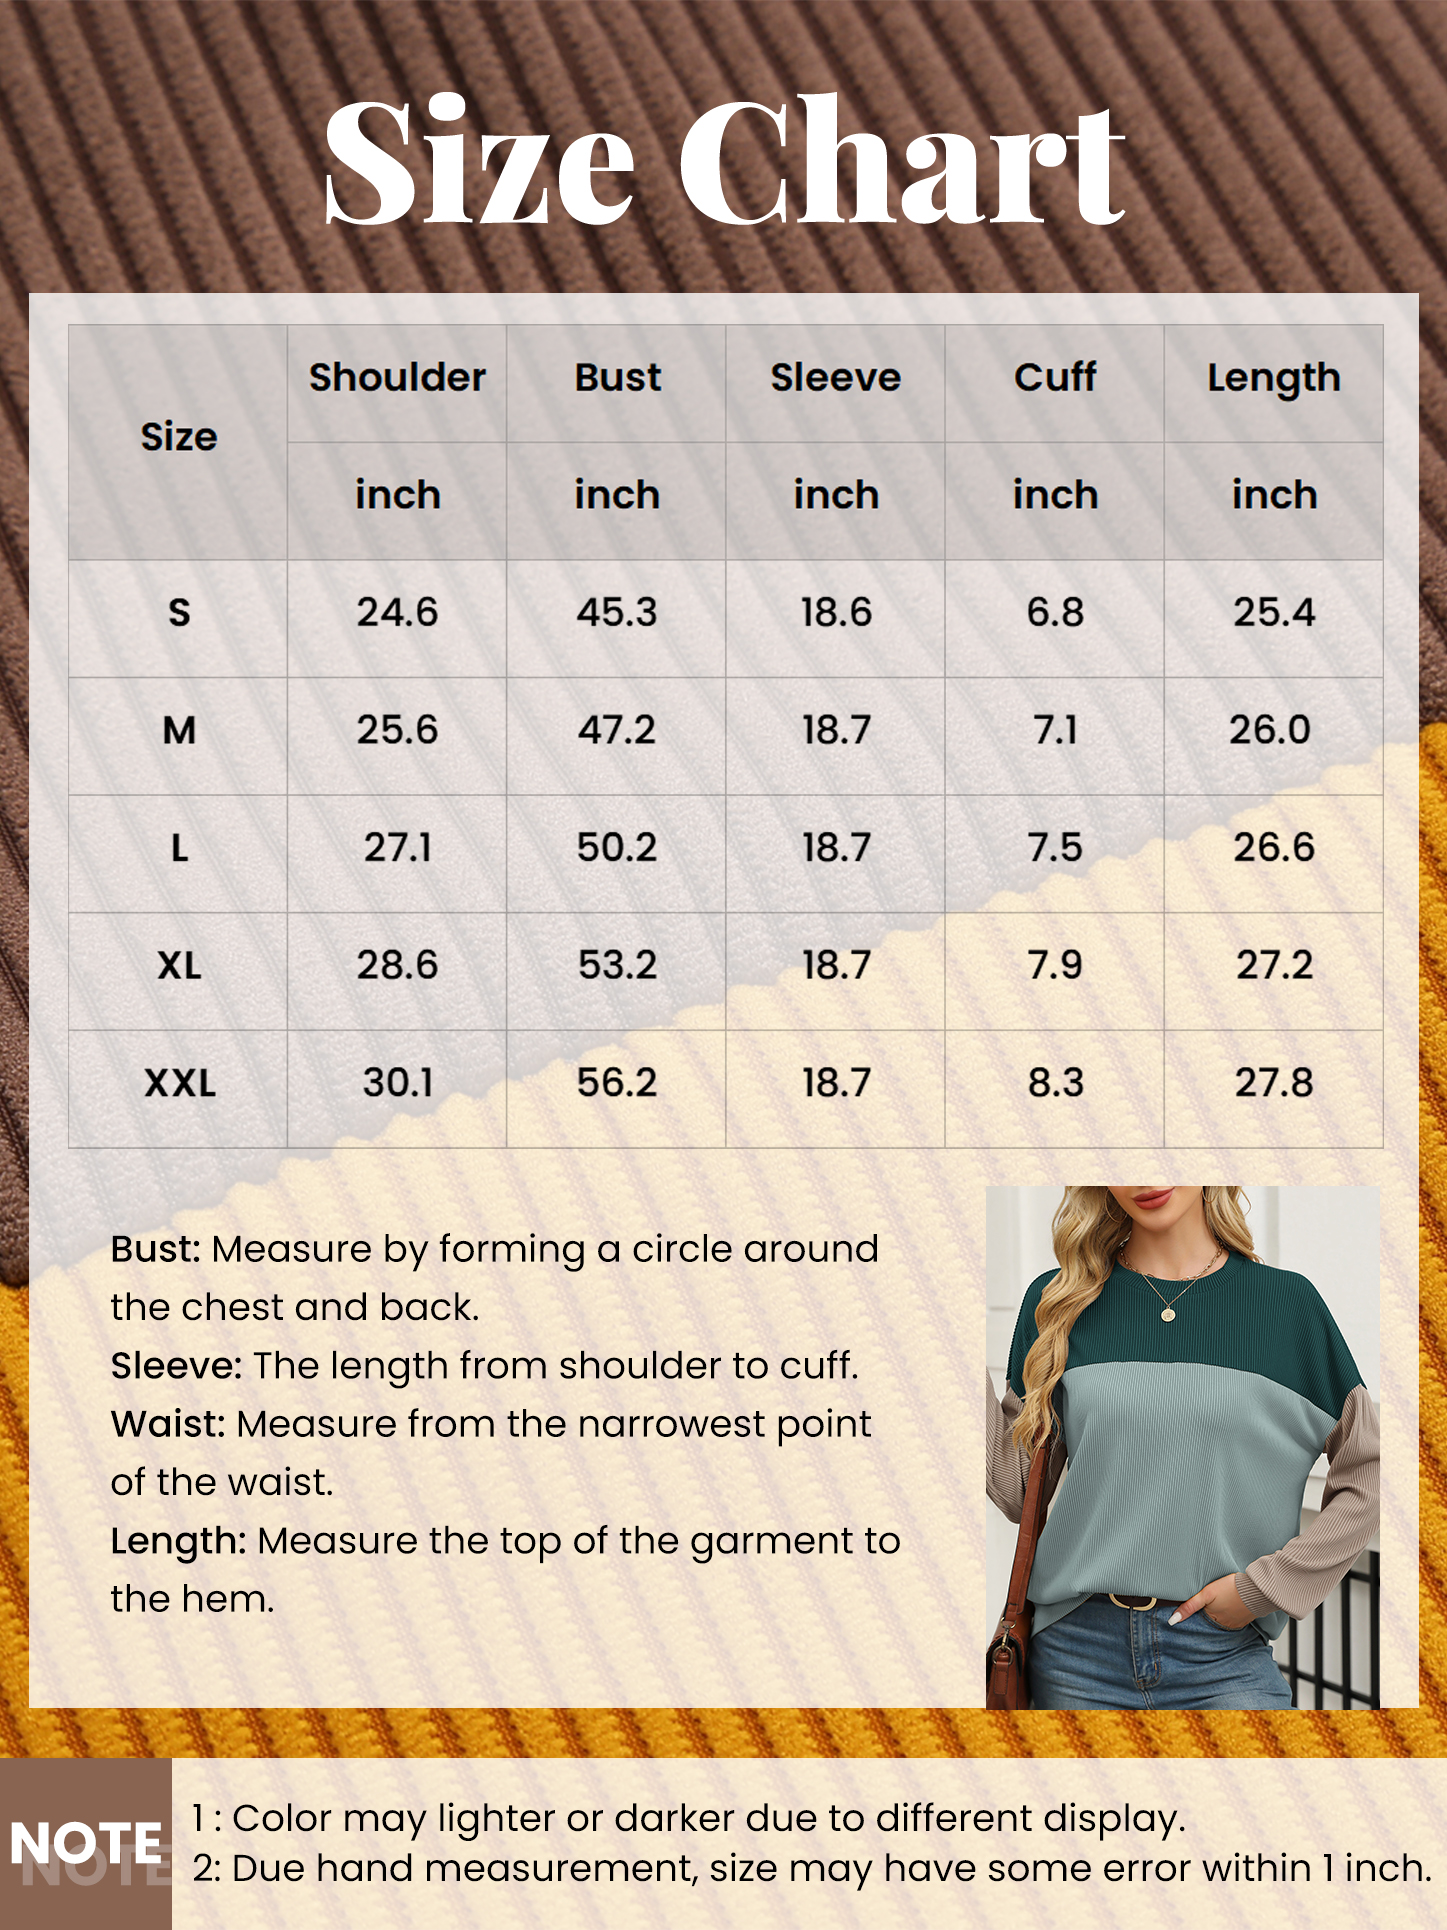 Size Chart
Size Shoulder Bust Sleeve Cuff Length
inch inch inch inch inch
S 24.6 45.3 18.6 6.8 25.4
M 25.6 47.2 18.7 7.1 26.0
L 27.1 50.2 18.7 7.5 26.6
XL 28.6 53.2 18.7 7.9 27.2
XXL 30.1 56.2 18.7 8.3 27.8
Bust: Measure by forming a circle around
the chest and back.
Sleeve: The length from shoulder to cuff.
Waist: Measure from the narrowest point
of the waist.
Length: Measure the top of the garment to
the hem.
NOTE
NOTE
1 : Color may lighter or darker due to different display.
2: Due hand measurement, size may have some error within 1 inch.